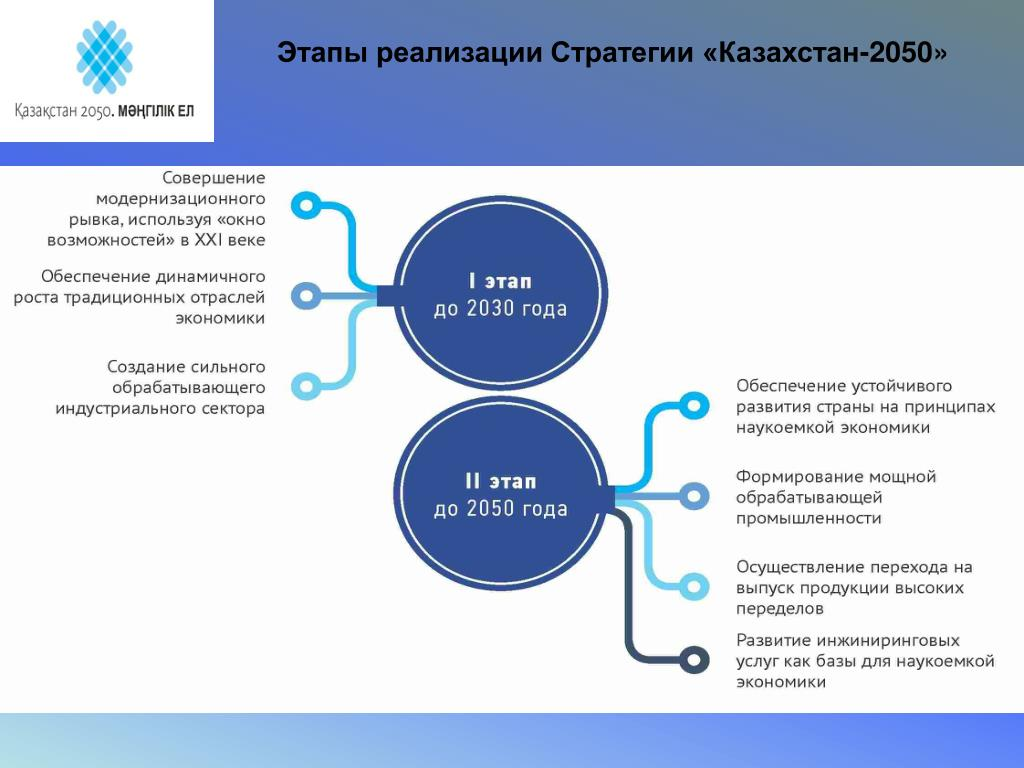 Этапы реализации Стратегии «Казахстан-2050»
Қазақстан 2050. МӘҢГІЛІК ЕЛ
Совершение
модернизационного
рывка, используя «окно
возможностей» в XXI веке
Обеспечение динамичного
роста традиционных отраслей
экономики
Создание сильного
обрабатывающего
индустриального сектора
I этап
до 2030 года
II этап
до 2050 года
Обеспечение устойчивого
развития страны на принципах
наукоемкой экономики
Формирование мощной
обрабатывающей
промышленности
Осуществление перехода на
выпуск продукции высоких
переделов
Развитие инжиниринговых
услуг как базы для наукоемкой
экономики